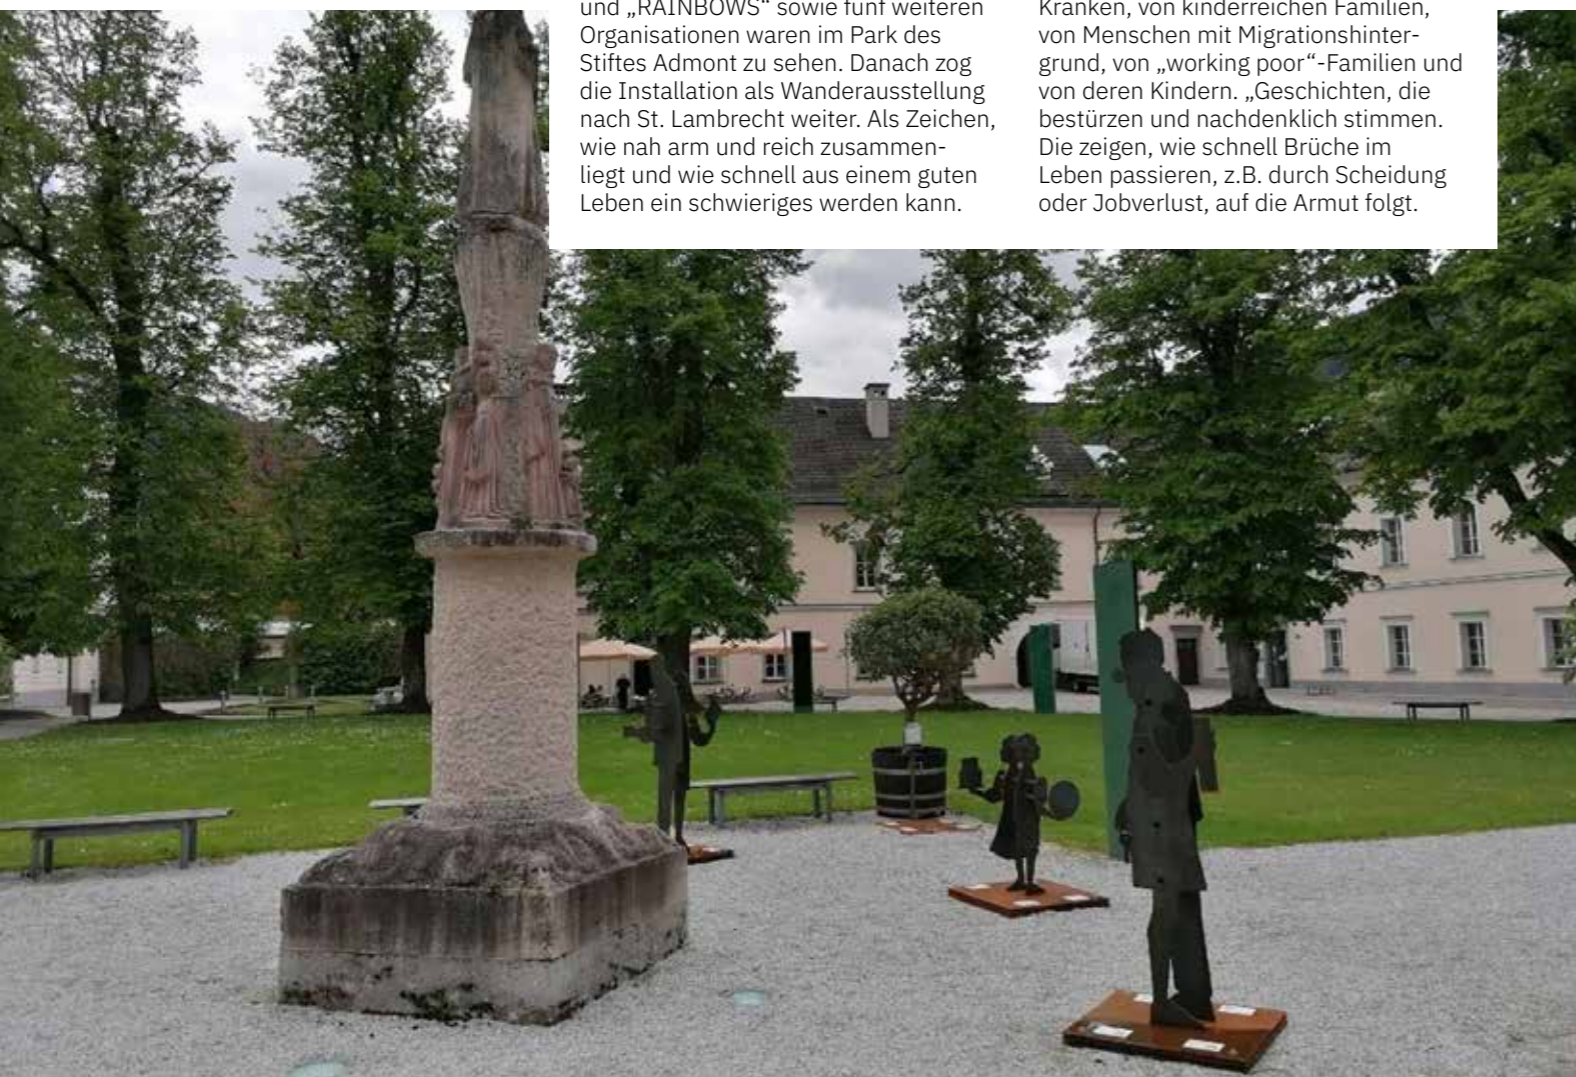 und „RAINBOWS“ sowie fünf weiteren
Organisationen waren im Park des
Stiftes Admont zu sehen. Danach zog
die Installation als Wanderausstellung
nach St. Lambrecht weiter. Als Zeichen,
wie nah arm und reich zusammen-
liegt und wie schnell aus einem guten
Leben ein schwieriges werden kann.
Kranken, von kinderreichen Familien,
von Menschen mit Migrationshinter-
grund, von „working poor“-Familien und
von deren Kindern. „Geschichten, die
bestürzen und nachdenklich stimmen.
Die zeigen, wie schnell Brüche im
Leben passieren, z.B. durch Scheidung
oder Jobverlust, auf die Armut folgt.